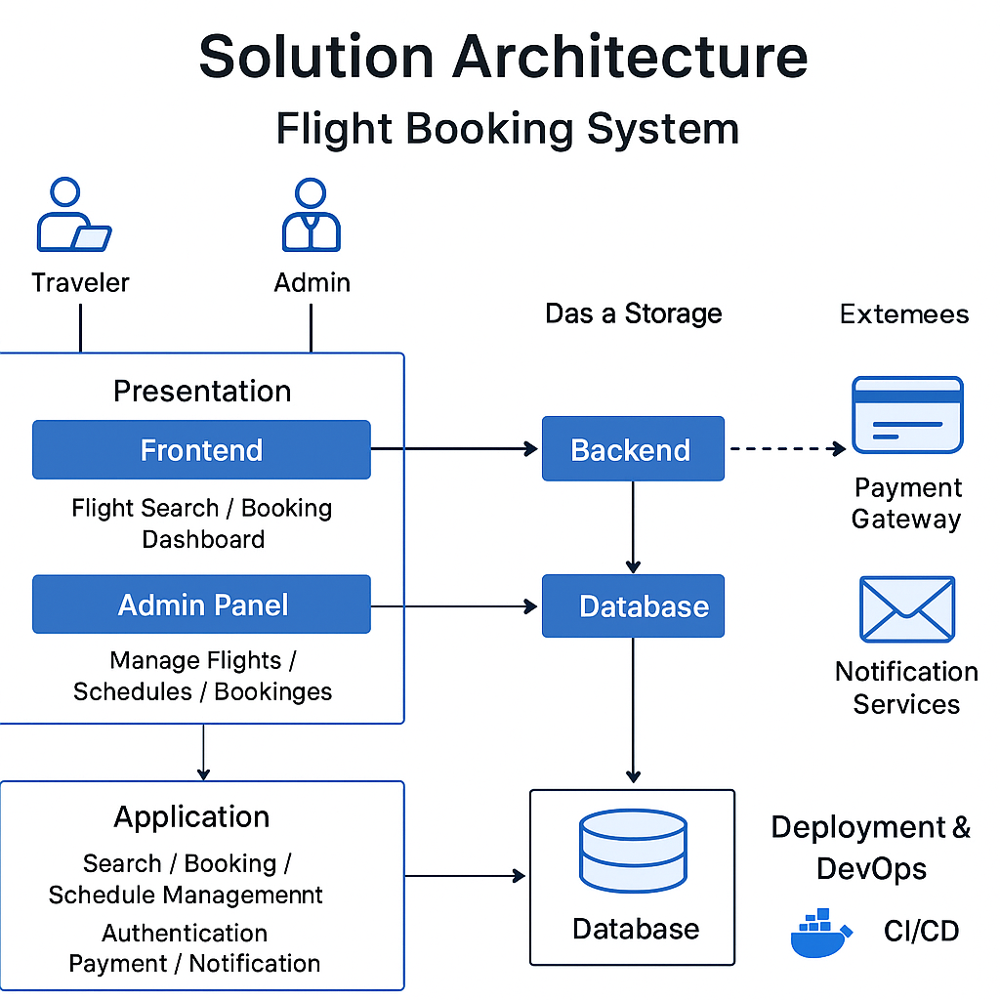 Solution Architecture
Flight Booking System
Traveler
Admin
Das a Storage
Extemees
Presentation
Frontend
Flight Search / Booking
Dashboard
Admin Panel
Manage Flights /
Schedules / Bookinges
Backend
Database
Payment
Gateway
Notification
Services
Application
Search / Booking /
Schedule Managemennt
Authentication
Payment / Notification
Database
Deployment &
DevOps
CI/CD